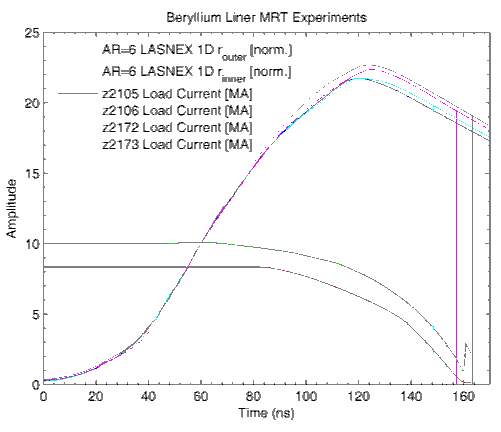 Beryllium Liner MRT Experiments
AR=6 LASNEX 1D r_outer [norm.]
AR=6 LASNEX 1D r_inner [norm.]
z2105 Load Current [MA]
z2106 Load Current [MA]
z2172 Load Current [MA]
z2173 Load Current [MA]
Amplitude
25
20
15
10
5
0
0 20 40 60 80 100 120 140 160
Time (ns)